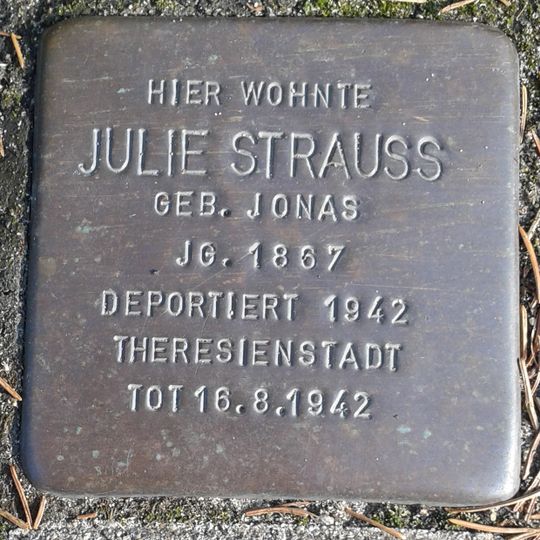 HIER WOHNTE
JULIE STRAUSS
GEB. JONAS
JG. 1867
DEPORTIERT 1942
THERESIENSTADT
TOT 16.8.1942